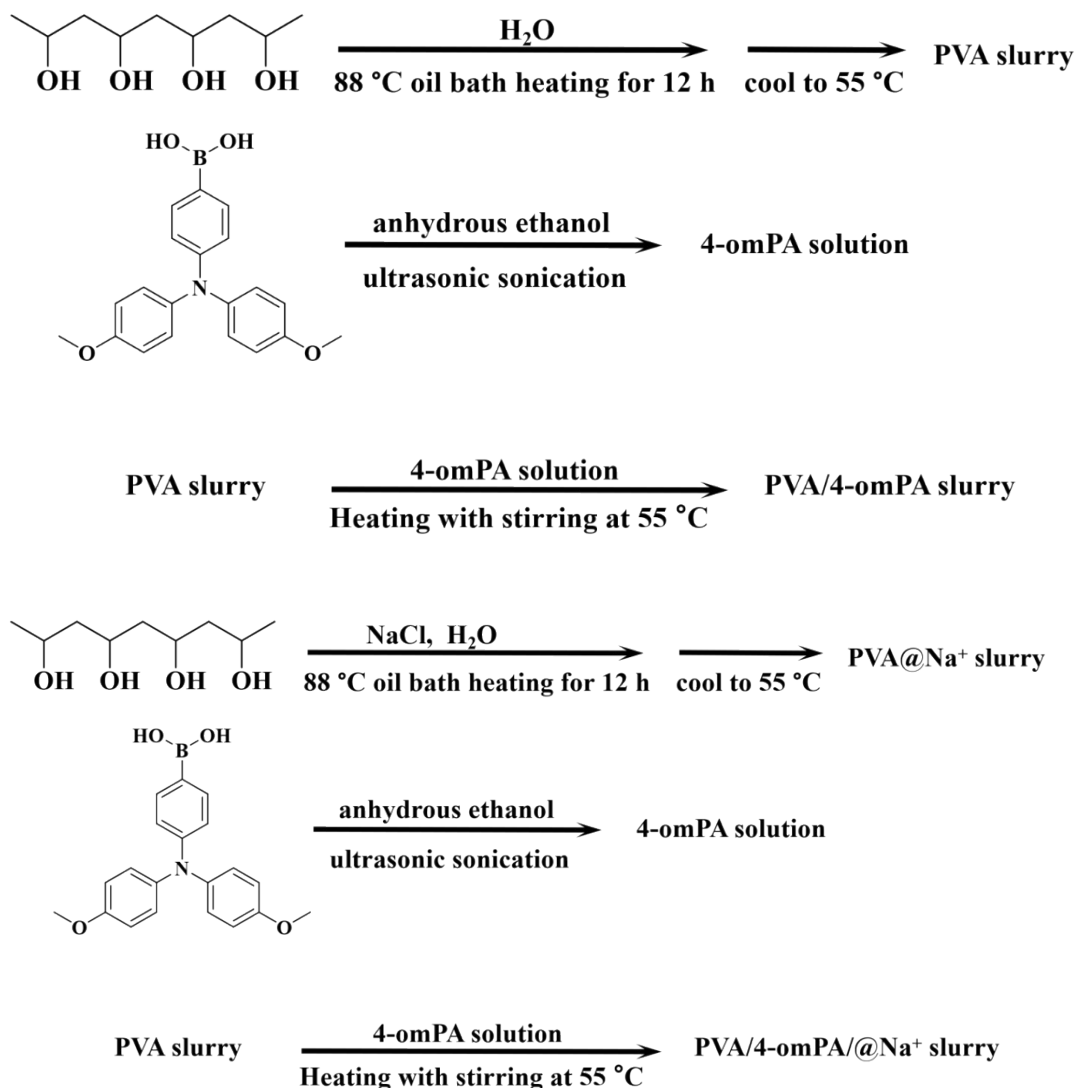 OH OH OH OH
H₂O
88 °C oil bath heating for 12 h
cool to 55 °C
PVA slurry
HO OH
B
N
O O
anhydrous ethanol
ultrasonic sonication
4-omPA solution
PVA slurry
4-omPA solution
Heating with stirring at 55 °C
PVA/4-omPA slurry
OH OH OH OH
NaCl, H₂O
88 °C oil bath heating for 12 h
cool to 55 °C
PVA@Na⁺ slurry
HO OH
B
N
O O
anhydrous ethanol
ultrasonic sonication
4-omPA solution
PVA slurry
4-omPA solution
Heating with stirring at 55 °C
PVA/4-omPA/@Na⁺ slurry